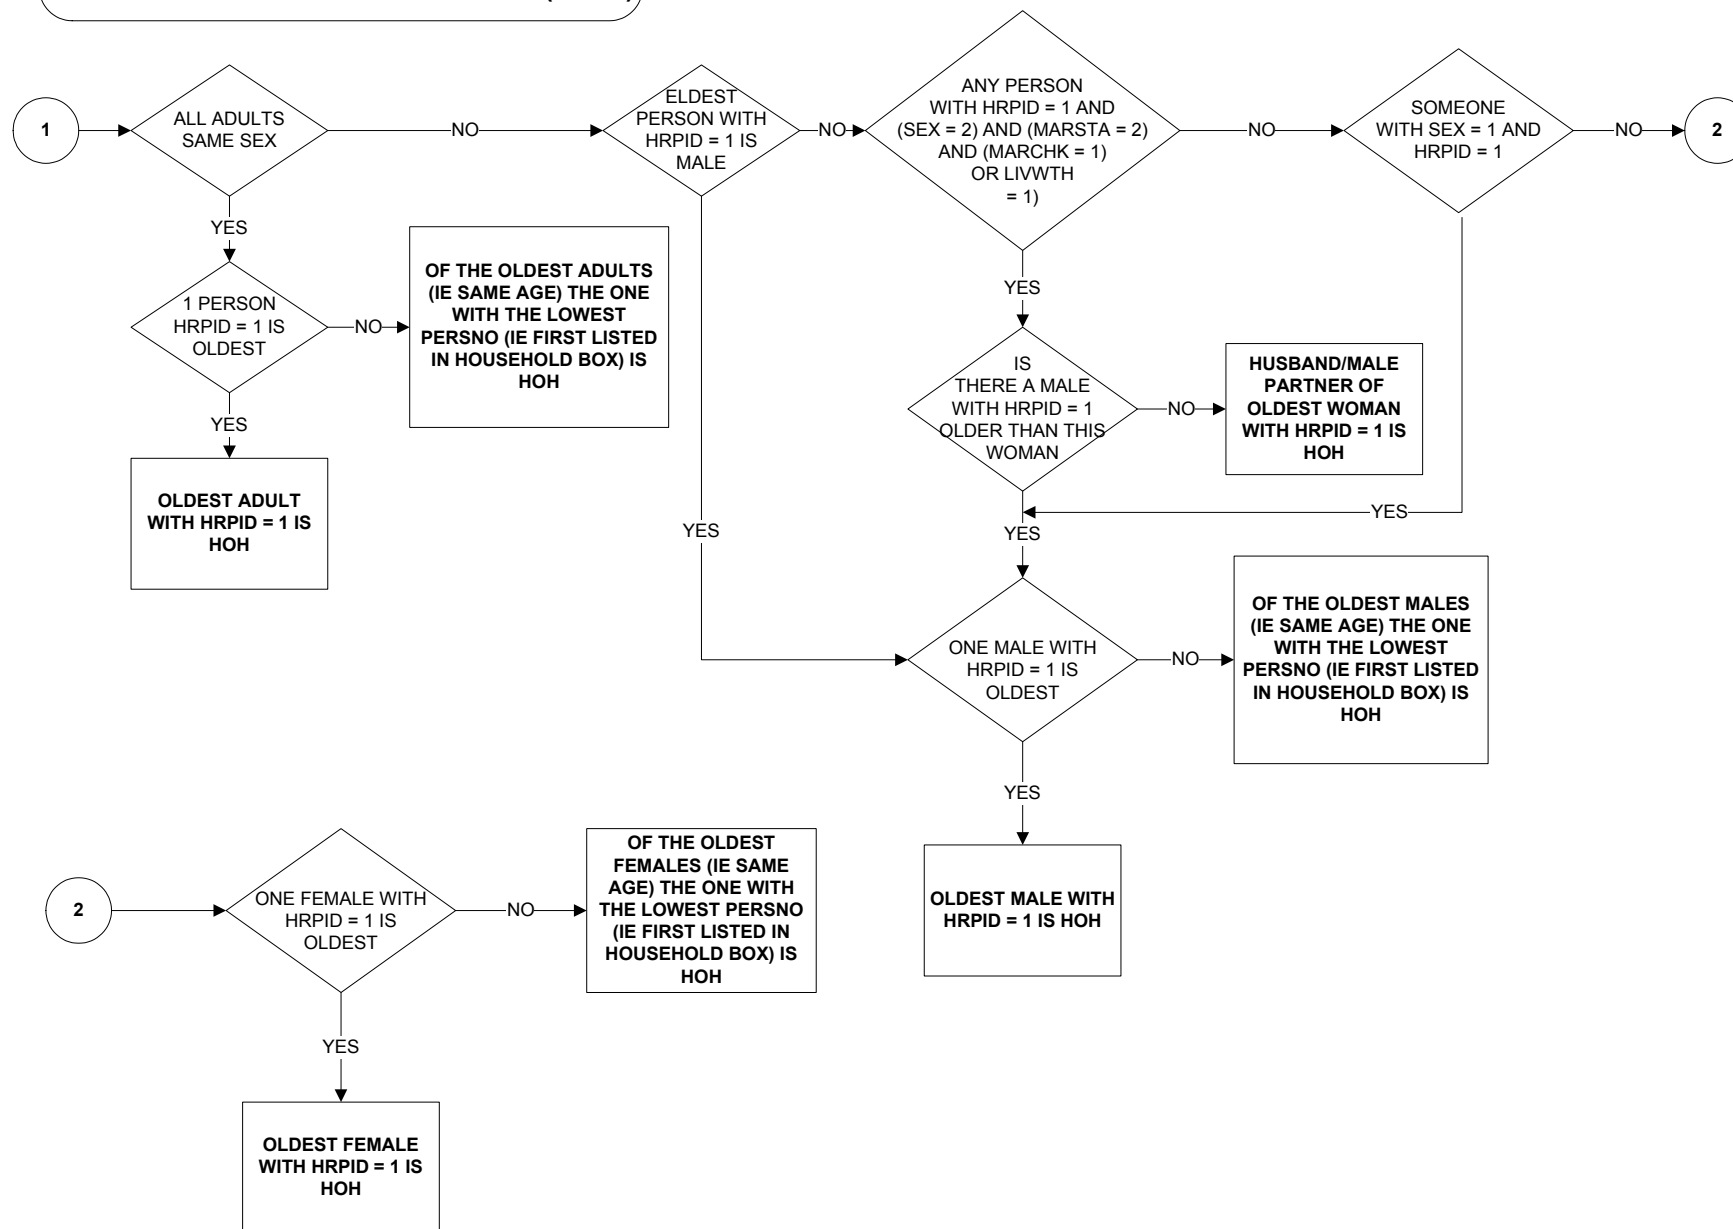 1
ALL ADULTS
SAME SEX
NO
ELDEST
PERSON WITH
HRPID = 1 IS
MALE
NO
ANY PERSON
WITH HRPID = 1 AND
(SEX = 2) AND (MARSTA = 2)
AND (MARCHK = 1)
OR LIVWTH
= 1)
NO
SOMEONE
WITH SEX = 1 AND
HRPID = 1
NO
2
YES
1 PERSON
HRPID = 1 IS
OLDEST
NO
OF THE OLDEST ADULTS
(IE SAME AGE) THE ONE
WITH THE LOWEST
PERSNO (IE FIRST LISTED
IN HOUSEHOLD BOX) IS
HOH
YES
OLDEST ADULT
WITH HRPID = 1 IS
HOH
YES
YES
IS
THERE A MALE
WITH HRPID = 1
OLDER THAN THIS
WOMAN
NO
HUSBAND/MALE
PARTNER OF
OLDEST WOMAN
WITH HRPID = 1 IS
HOH
YES
YES
ONE MALE WITH
HRPID = 1 IS
OLDEST
NO
OF THE OLDEST MALES
(IE SAME AGE) THE ONE
WITH THE LOWEST
PERSNO (IE FIRST LISTED
IN HOUSEHOLD BOX) IS
HOH
YES
OLDEST MALE WITH
HRPID = 1 IS HOH
2
ONE FEMALE WITH
HRPID = 1 IS
OLDEST
NO
OF THE OLDEST
FEMALES (IE SAME
AGE) THE ONE WITH
THE LOWEST PERSNO
(IE FIRST LISTED IN
HOUSEHOLD BOX) IS
HOH
YES
OLDEST FEMALE
WITH HRPID = 1 IS
HOH